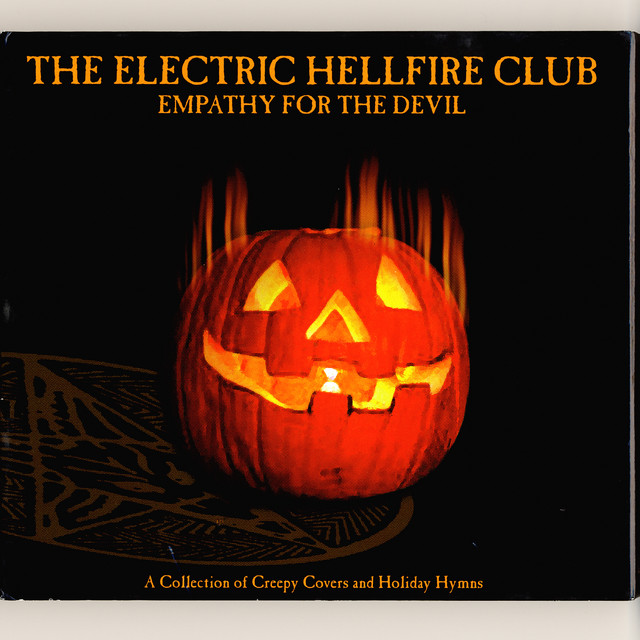 THE ELECTRIC HELLFIRE CLUB
EMPATHY FOR THE DEVIL
A Collection of Creepy Covers and Holiday Hymns